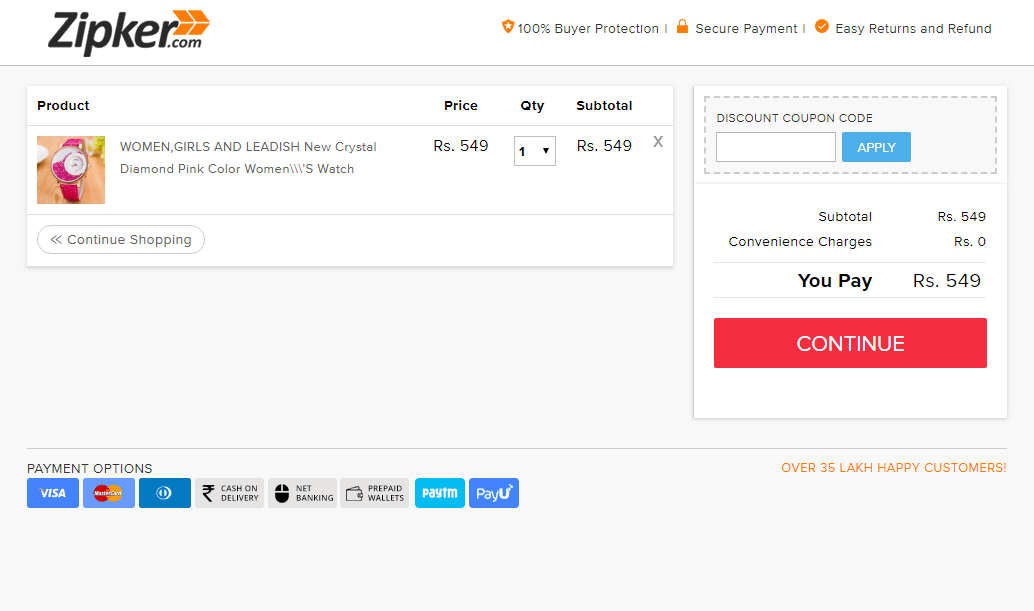 Zipker.com
100% Buyer Protection | Secure Payment | Easy Returns and Refund
Product Price Qty Subtotal
WOMEN,GIRLS AND LEADISH New Crystal
Diamond Pink Color Women\\\'S Watch
Rs. 549 1 Rs. 549 X
<< Continue Shopping
DISCOUNT COUPON CODE
APPLY
Subtotal Rs. 549
Convenience Charges Rs. 0
You Pay Rs. 549
CONTINUE
PAYMENT OPTIONS
OVER 35 LAKH HAPPY CUSTOMERS!
VISA
MasterCard
₹ CASH ON
DELIVERY
NET
BANKING
PREPAID
WALLETS
paytm
PayU